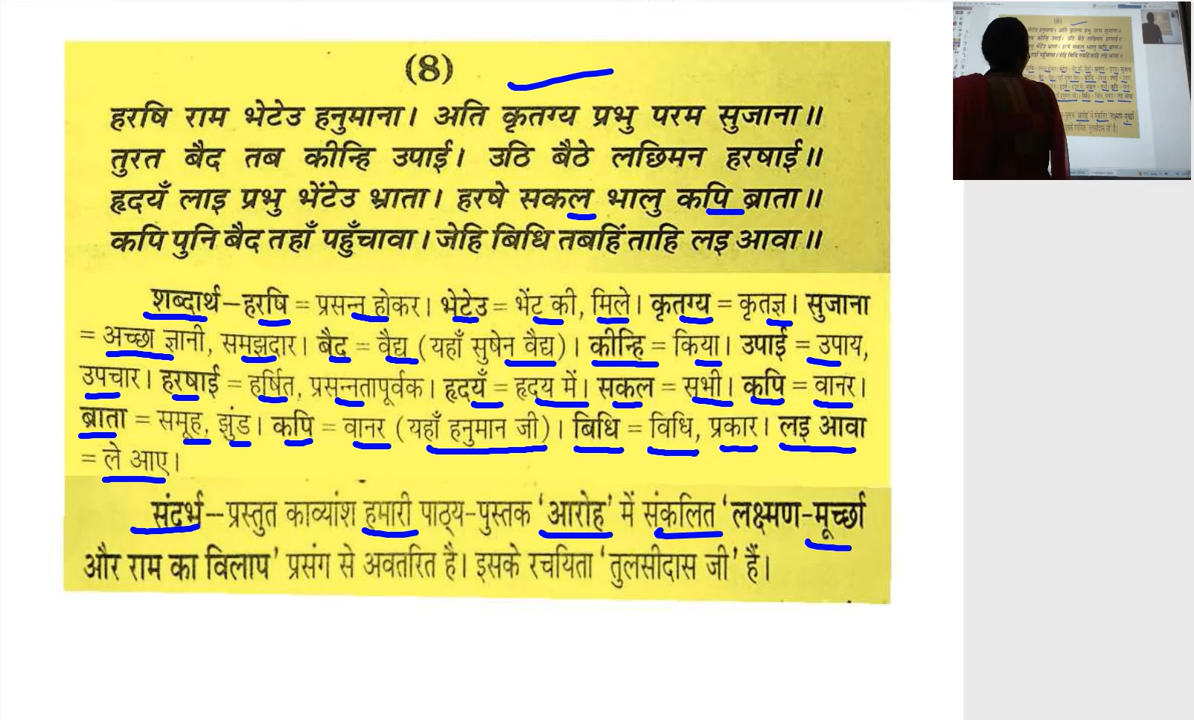 (8)
हरषि राम भेटेउ हनुमाना। अति कृतग्य प्रभु परम सुजाना॥
तुरत बैद तब कीन्हि उपाई। उठि बैठे लछिमन हरषाई॥
हृदयँ लाइ प्रभु भेंटेउ भ्राता। हरषे सकल भालु कपि ब्राता॥
कपि पुनि बैद तहाँ पहुँचावा। जेहि बिधि तबहिं ताहि लइ आवा॥
शब्दार्थ–हरषि = प्रसन्न होकर। भेटेउ = भेंट की, मिले। कृतग्य = कृतज्ञ। सुजाना
= अच्छा ज्ञानी, समझदार। बैद = वैद्य (यहाँ सुषेन वैद्य)। कीन्हि = किया। उपाई = उपाय,
उपचार। हरषाई = हर्षित, प्रसन्नतापूर्वक। हृदयँ = हृदय में। सकल = सभी। कपि = वानर।
ब्राता = समूह, झुंड। कपि = वानर (यहाँ हनुमान जी)। बिधि = विधि, प्रकार। लइ आवा
= ले आए।
संदर्भ–प्रस्तुत काव्यांश हमारी पाठ्य-पुस्तक 'आरोह' में संकलित 'लक्ष्मण-मूर्च्छा
और राम का विलाप' प्रसंग से अवतरित है। इसके रचयिता 'तुलसीदास जी' हैं।